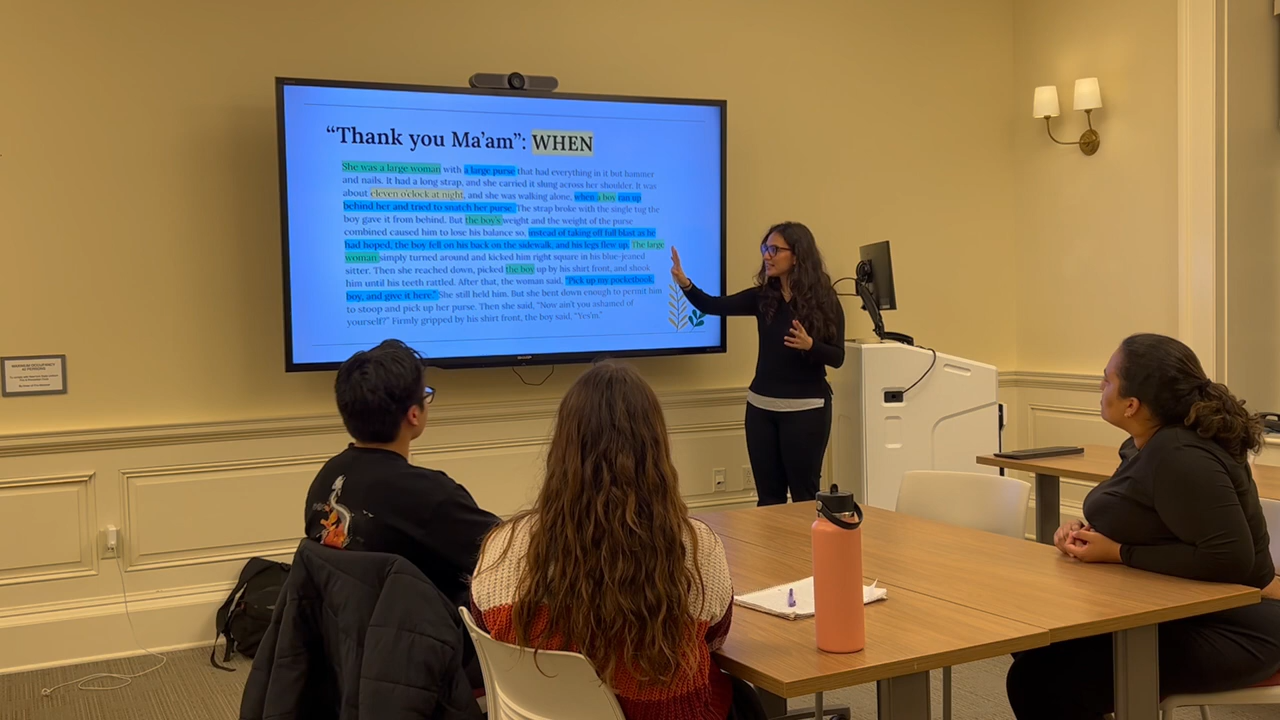 “Thank you Ma’am”: WHEN
She was a large woman with a large purse that had everything in it but hammer
and nails. It had a long strap, and she carried it slung across her shoulder. It was
about eleven o’clock at night, and she was walking alone, when a boy ran up
behind her and tried to snatch her purse. The strap broke with the single tug the
boy gave it from behind. But the boy’s weight and the weight of the purse
combined caused him to lose his balance so, instead of taking off full blast as he
had hoped, the boy fell on his back on the sidewalk, and his legs flew up. The large
woman simply turned around and kicked him right square in his blue-jeaned
sitter. Then she reached down, picked the boy up by his shirt front, and shook
him until his teeth rattled. After that, the woman said, “Pick up my pocketbook,
boy, and give it here.” She still held him. But she bent down enough to permit him
to stoop and pick up her purse. Then she said, “Now ain’t you ashamed of
yourself?” Firmly gripped by his shirt front, the boy said, “Yes’m.”
MAXIMUM OCCUPANCY
PERSONS